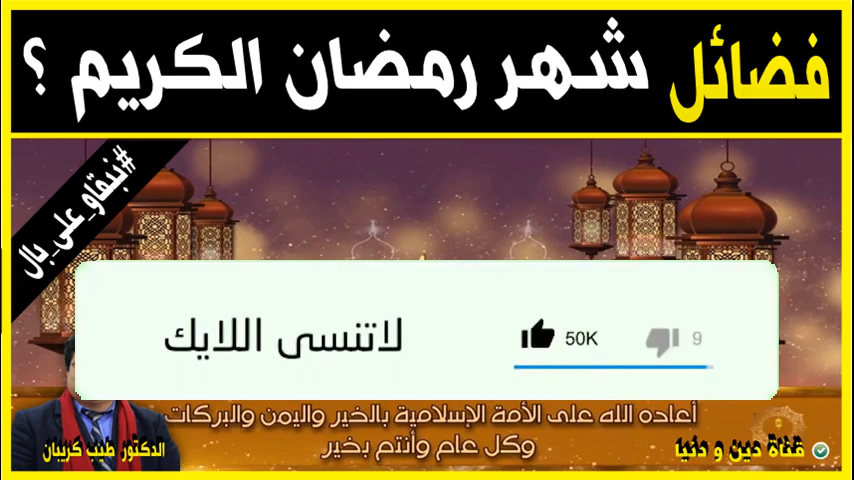 فضائل شهر رمضان الكريم ؟
#بنبقاو_على_بال
لاتنسى اللايك
50K
9
أعاده الله على الأمة الإسلامية بالخير واليمن والبركات
وكل عام وأنتم بخير
قناة دين و دنيا
الدكتور طيب كريبان